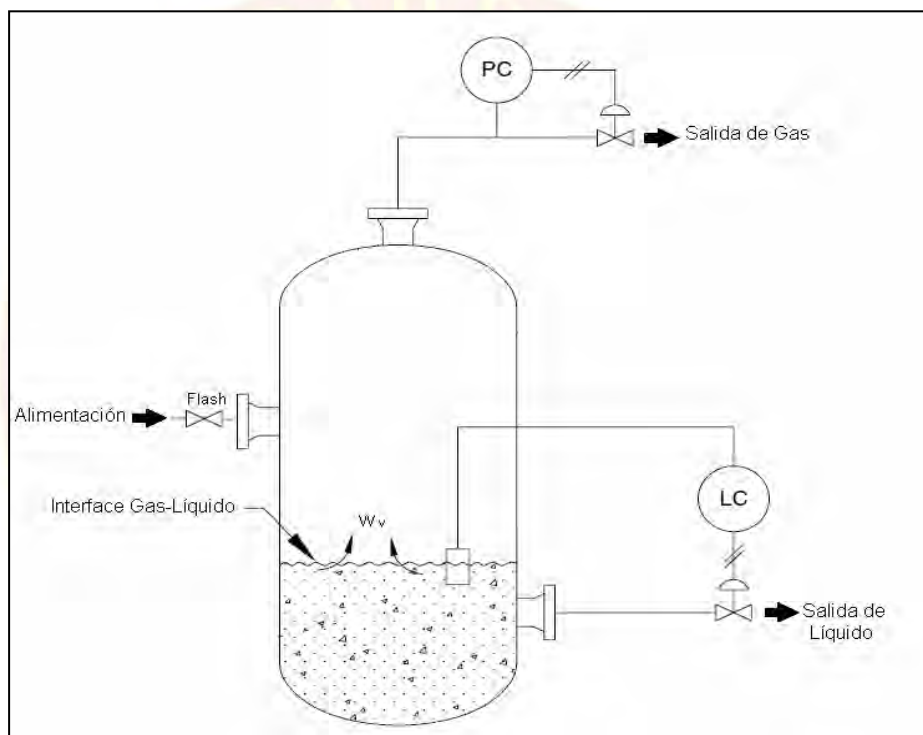 PC
Salida de Gas
Flash
Alimentación
Interface Gas-Líquido
Wv
LC
Salida de
Líquido